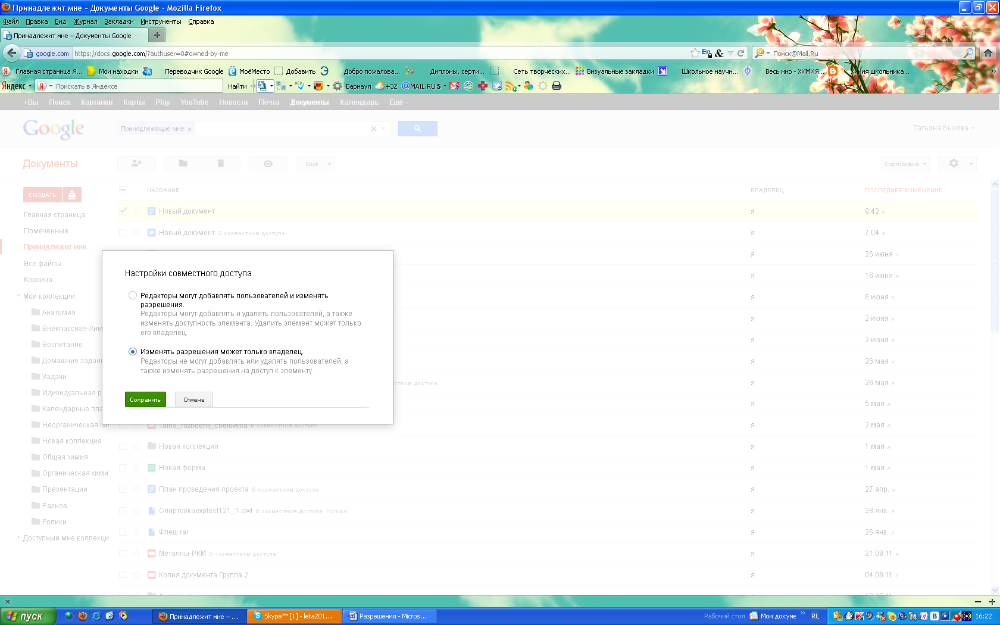 Принадлежит мне - Документы Google - Mozilla Firefox
Файл Правка Вид Журнал Закладки Инструменты Справка
Принадлежит мне – Документы Google
google.com https://docs.google.com/?authuser=0#owned-by-me Поиск@Mail.Ru
Главная страница Я... Мои находки Переводчик Google МоёМесто Добавить Добро пожалова... Дипломы, серти... Сеть творческих... Визуальные закладки Школьное научн... Весь мир - ХИМИЯ... Химия школьника...
Яндекс Поискать в Яндексе Найти Барнаул +32 @MAIL.RU 5
+Вы Поиск Картинки Карты Play YouTube Новости Почта Документы Календарь Ещё
Google Принадлежащие мне Татьяна Быкова
Документы Ещё Сортировка
СОЗДАТЬ НАЗВАНИЕ ВЛАДЕЛЕЦ ПОСЛЕДНЕЕ ИЗМЕНЕНИЕ
Главная страница
Помеченные
Принадлежит мне
Все файлы
Корзина
Мои коллекции
Анатомия
Внеклассная-Хим
Воспитание
Домашние задани
Задачи
Идивидуальная р
Календарные пла
Неорганическая хи
Новая коллекция
Общая химия
Органическая хими
Презентации
Разное
Ролики
Доступные мне коллекци
Новый документ я 9:42 я
Новый документ В совместном доступе я 7:04 я
я 26 июня я
я 16 июня я
я 8 июня я
я 2 июня я
я 2 июня я
я 26 мая я
стном доступе я 26 мая я
я 5 мая я
Taina_rozhdenij_cheloveka В совместном доступе я 2 мая я
Новая коллекция я 1 мая я
Новая форма я 1 мая я
План проведения проекта В совместном доступе я 27 апр. я
Спиртовкаexptest121_1.swf В совместном доступе Ролики я 28 янв. я
Флеш.rar я 26 янв. я
Металлы-РКМ В совместном доступе я 21.08.11 я
Копия документа Группа 2 я 04.08.11 я
Настройки совместного доступа
Редакторы могут добавлять пользователей и изменять
разрешения.
Редакторы могут добавлять и удалять пользователей, а также
изменять доступность элемента. Удалить элемент может только
его владелец.
Изменять разрешения может только владелец.
Редакторы не могут добавлять или удалять пользователей, а
также изменять разрешения на доступ к элементу.
Сохранить Отмена
пуск Принадлежит мне – ... Skype™ [1] - leta201... Разрешения - Micros... Рабочий стол Мои докуме RL 16:22